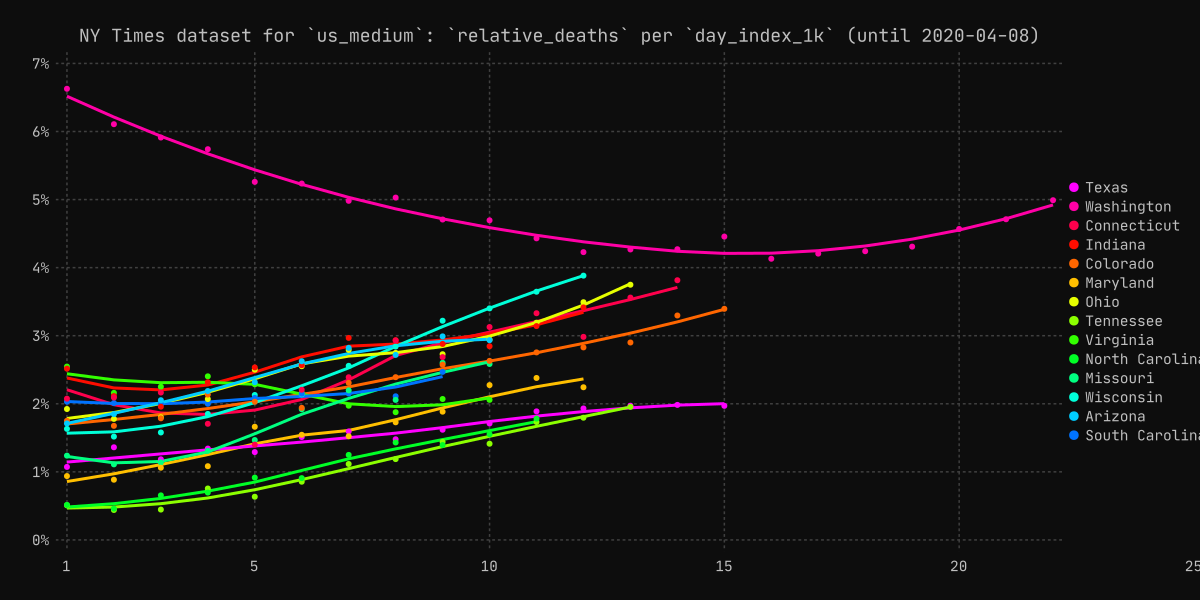 NY Times dataset for `us_medium`: `relative_deaths` per `day_index_1k` (until 2020-04-08)
7%
6%
5%
4%
3%
2%
1%
0%
1 5 10 15 20 25
Texas
Washington
Connecticut
Indiana
Colorado
Maryland
Ohio
Tennessee
Virginia
North Carolina
Missouri
Wisconsin
Arizona
South Carolina